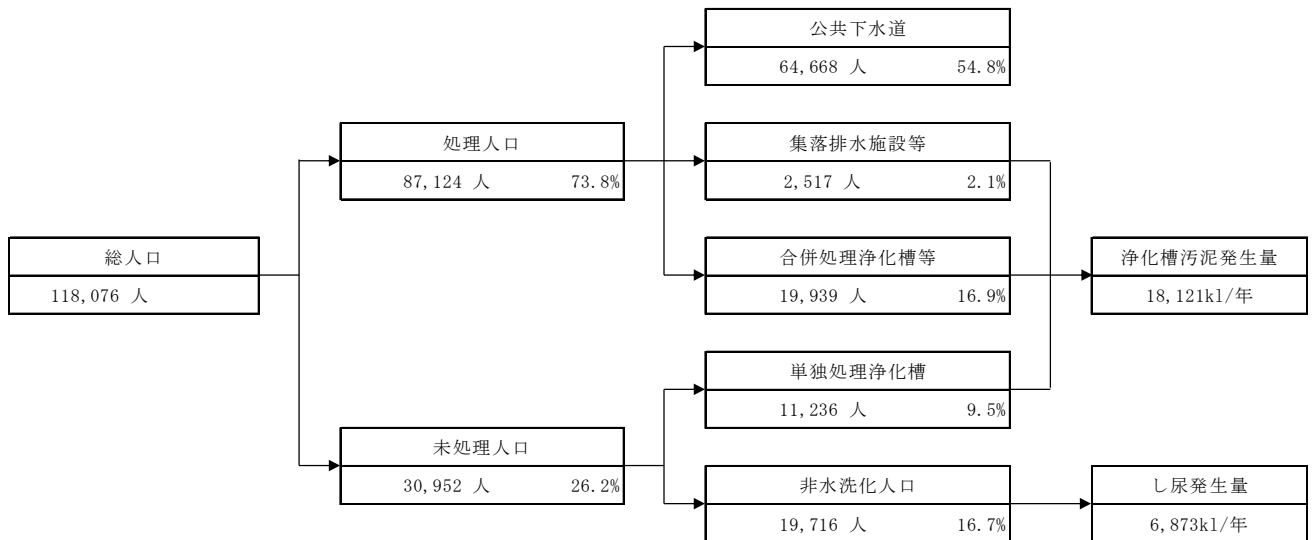 公共下水道
64,668 人 54.8%
処理人口
87,124 人 73.8%
集落排水施設等
2,517 人 2.1%
総人口
118,076 人
合併処理浄化槽等
19,939 人 16.9%
浄化槽汚泥発生量
18,121kl/年
単独処理浄化槽
11,236 人 9.5%
未処理人口
30,952 人 26.2%
非水洗化人口
19,716 人 16.7%
し尿発生量
6,873kl/年